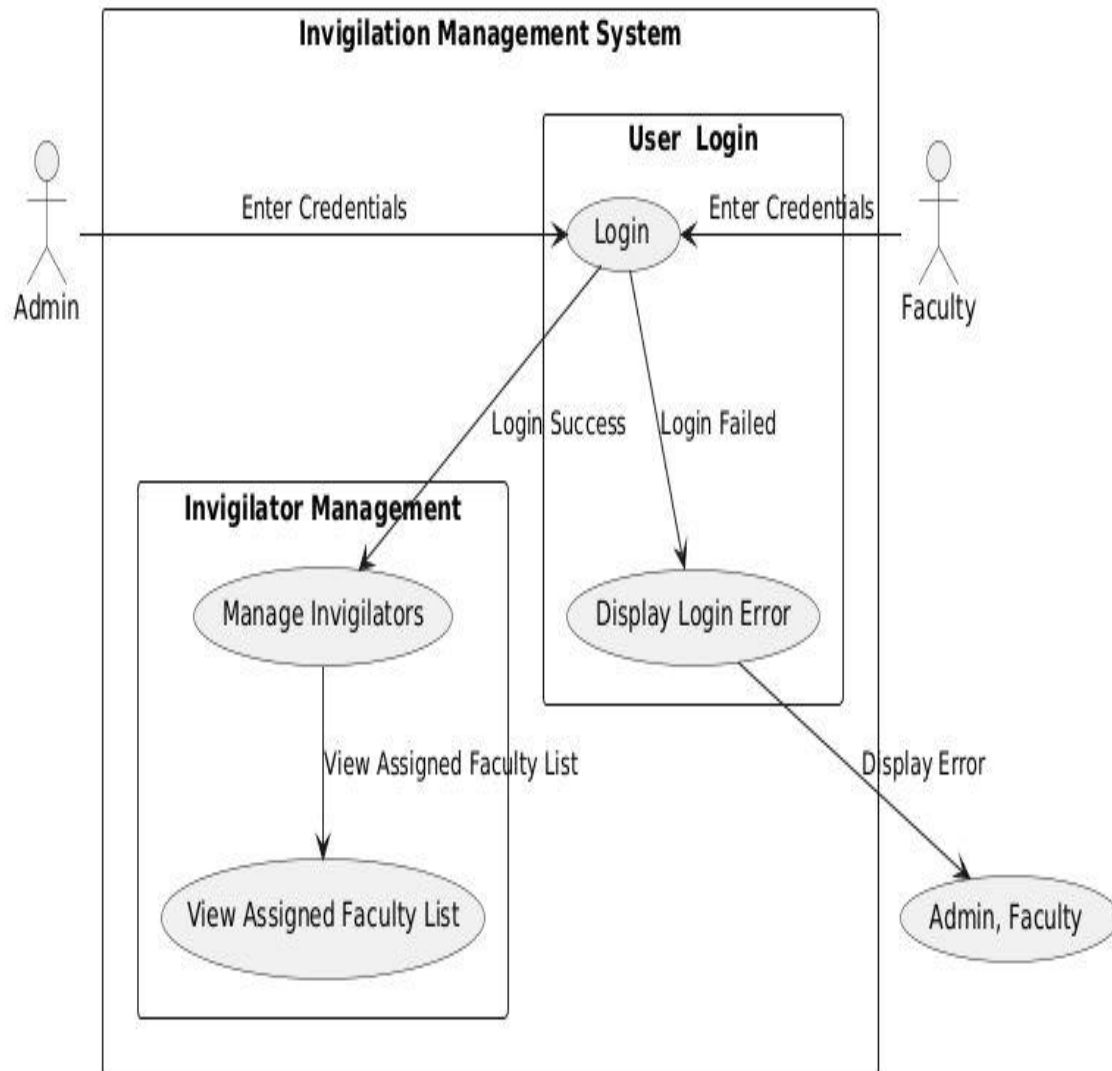 Invigilation Management System
User Login
Enter Credentials
Login
Enter Credentials
Admin
Faculty
Login Success
Login Failed
Invigilator Management
Manage Invigilators
Display Login Error
View Assigned Faculty List
Display Error
View Assigned Faculty List
Admin, Faculty